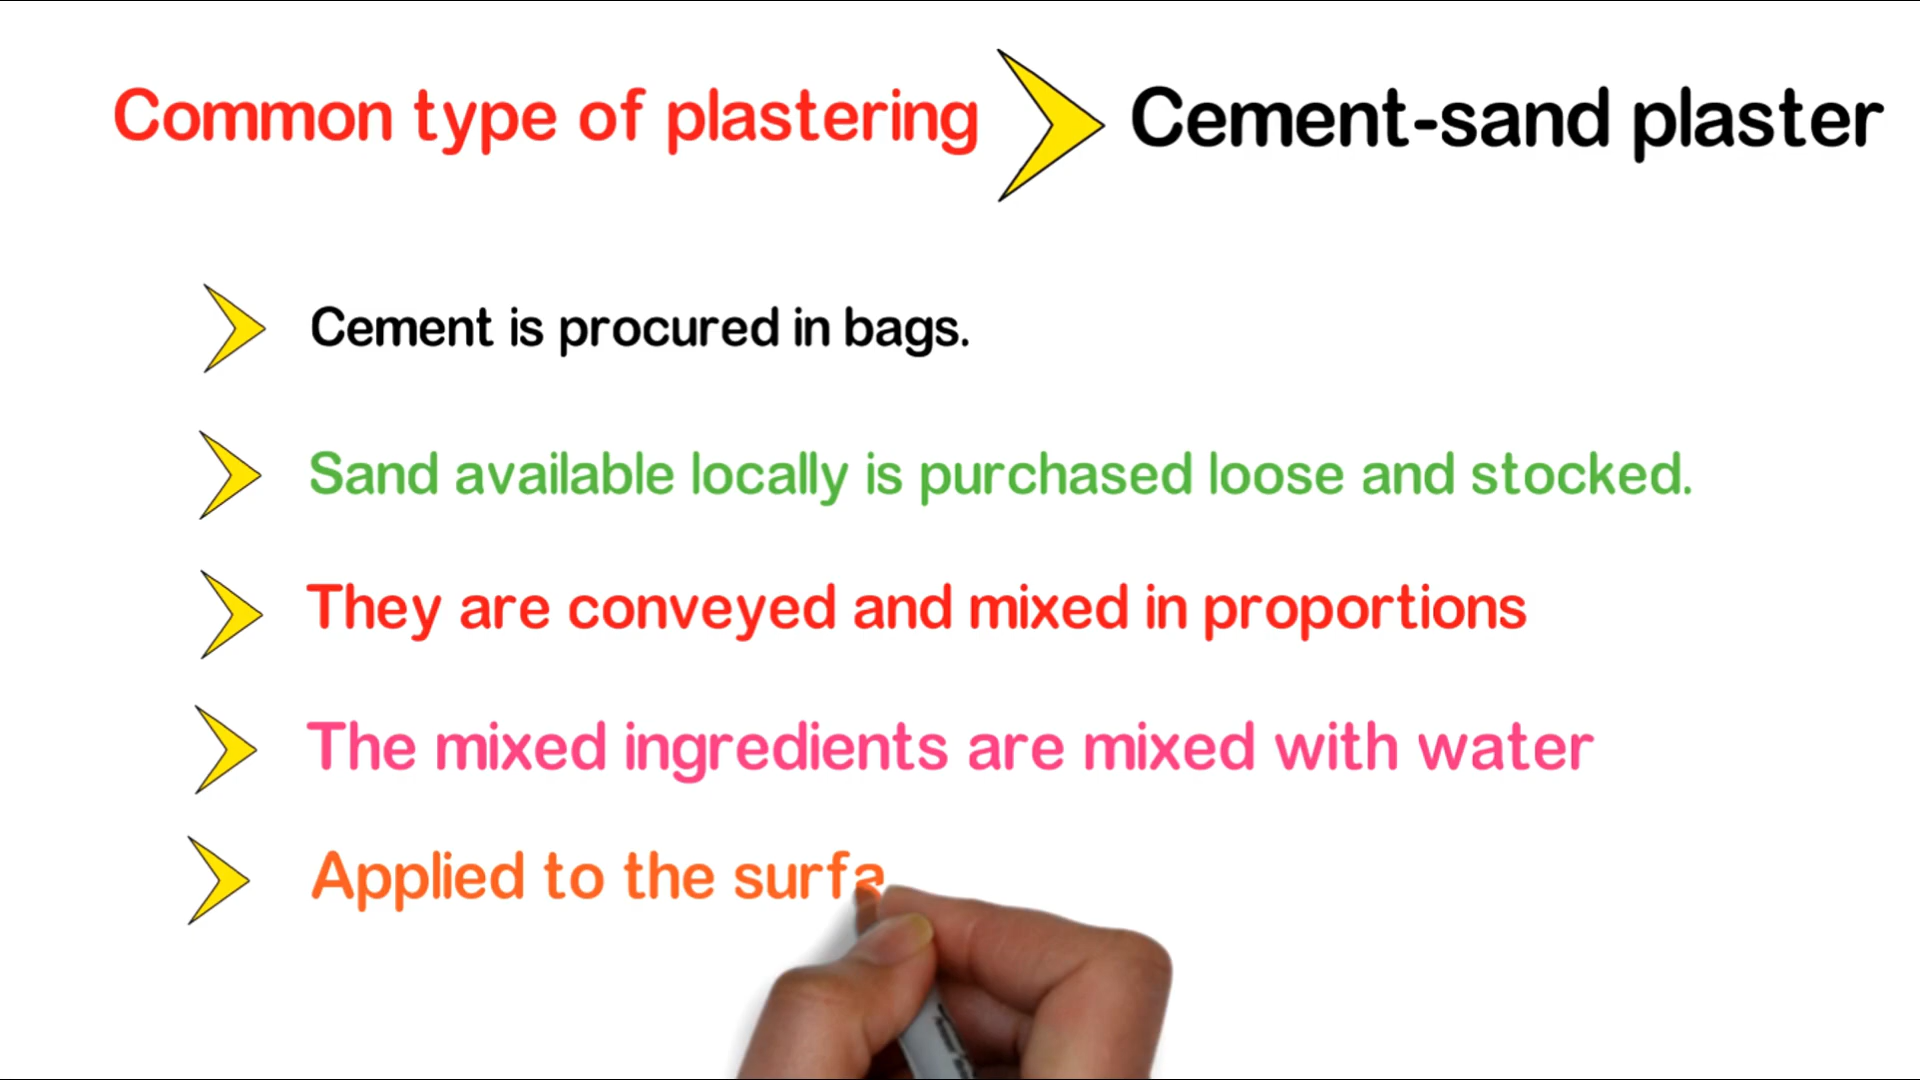 Common type of plastering Cement-sand plaster
Cement is procured in bags.
Sand available locally is purchased loose and stocked.
They are conveyed and mixed in proportions
The mixed ingredients are mixed with water
Applied to the surfa